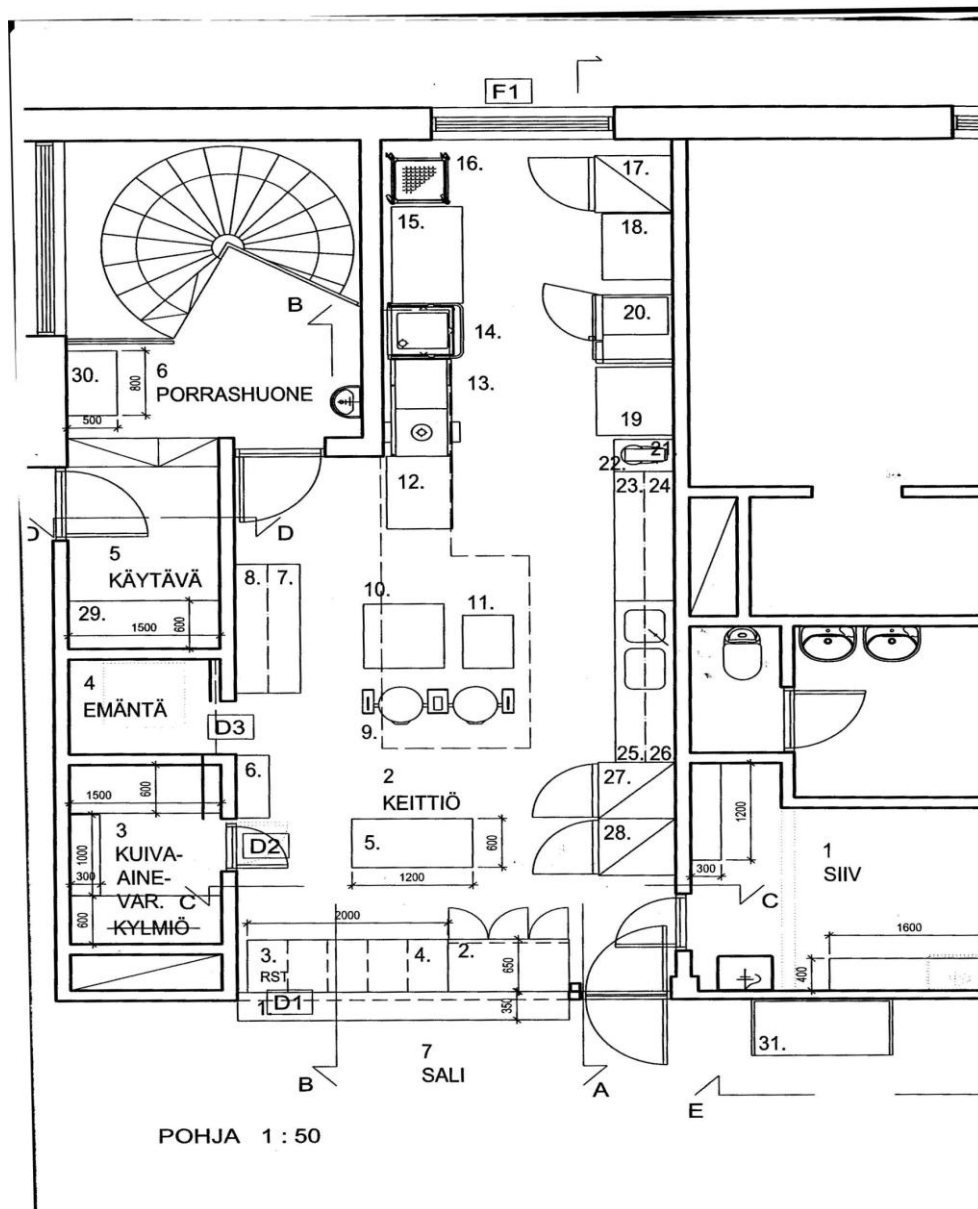 F1
16.
17.
15.
18.
B
14.
20.
30.
800
6
PORRASHUONE
13.
500
19
21
22.
12.
23. 24
D
D
5
KÄYTÄVÄ
8. 7.
10.
11.
29.
1500
600
4
EMÄNTÄ
D3
9.
25. 26
6.
2
KEITTIÖ
27.
1500
600
1200
3
KUIVA-
AINE-
VAR.
KYLMIÖ
1000
300
600
D2
5.
600
1200
28.
300
1
SIIV
C
C
2000
1600
3.
RST
4.
2.
650
400
1.
D1
350
31.
7
SALI
B
A
E
POHJA 1 : 50